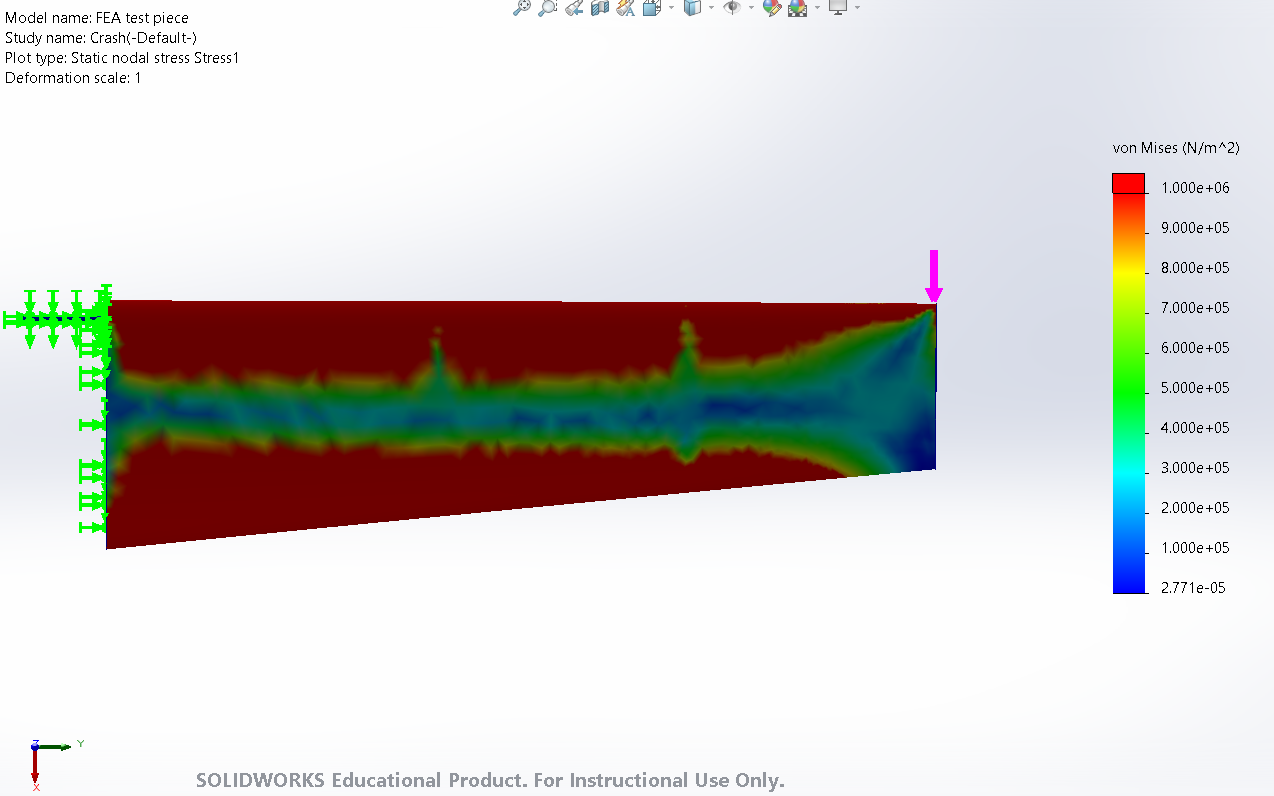 Model name: FEA test piece
Study name: Crash(-Default-)
Plot type: Static nodal stress Stress1
Deformation scale: 1
von Mises (N/m^2)
1.000e+06
9.000e+05
8.000e+05
7.000e+05
6.000e+05
5.000e+05
4.000e+05
3.000e+05
2.000e+05
1.000e+05
2.771e-05
Z
Y
X
SOLIDWORKS Educational Product. For Instructional Use Only.